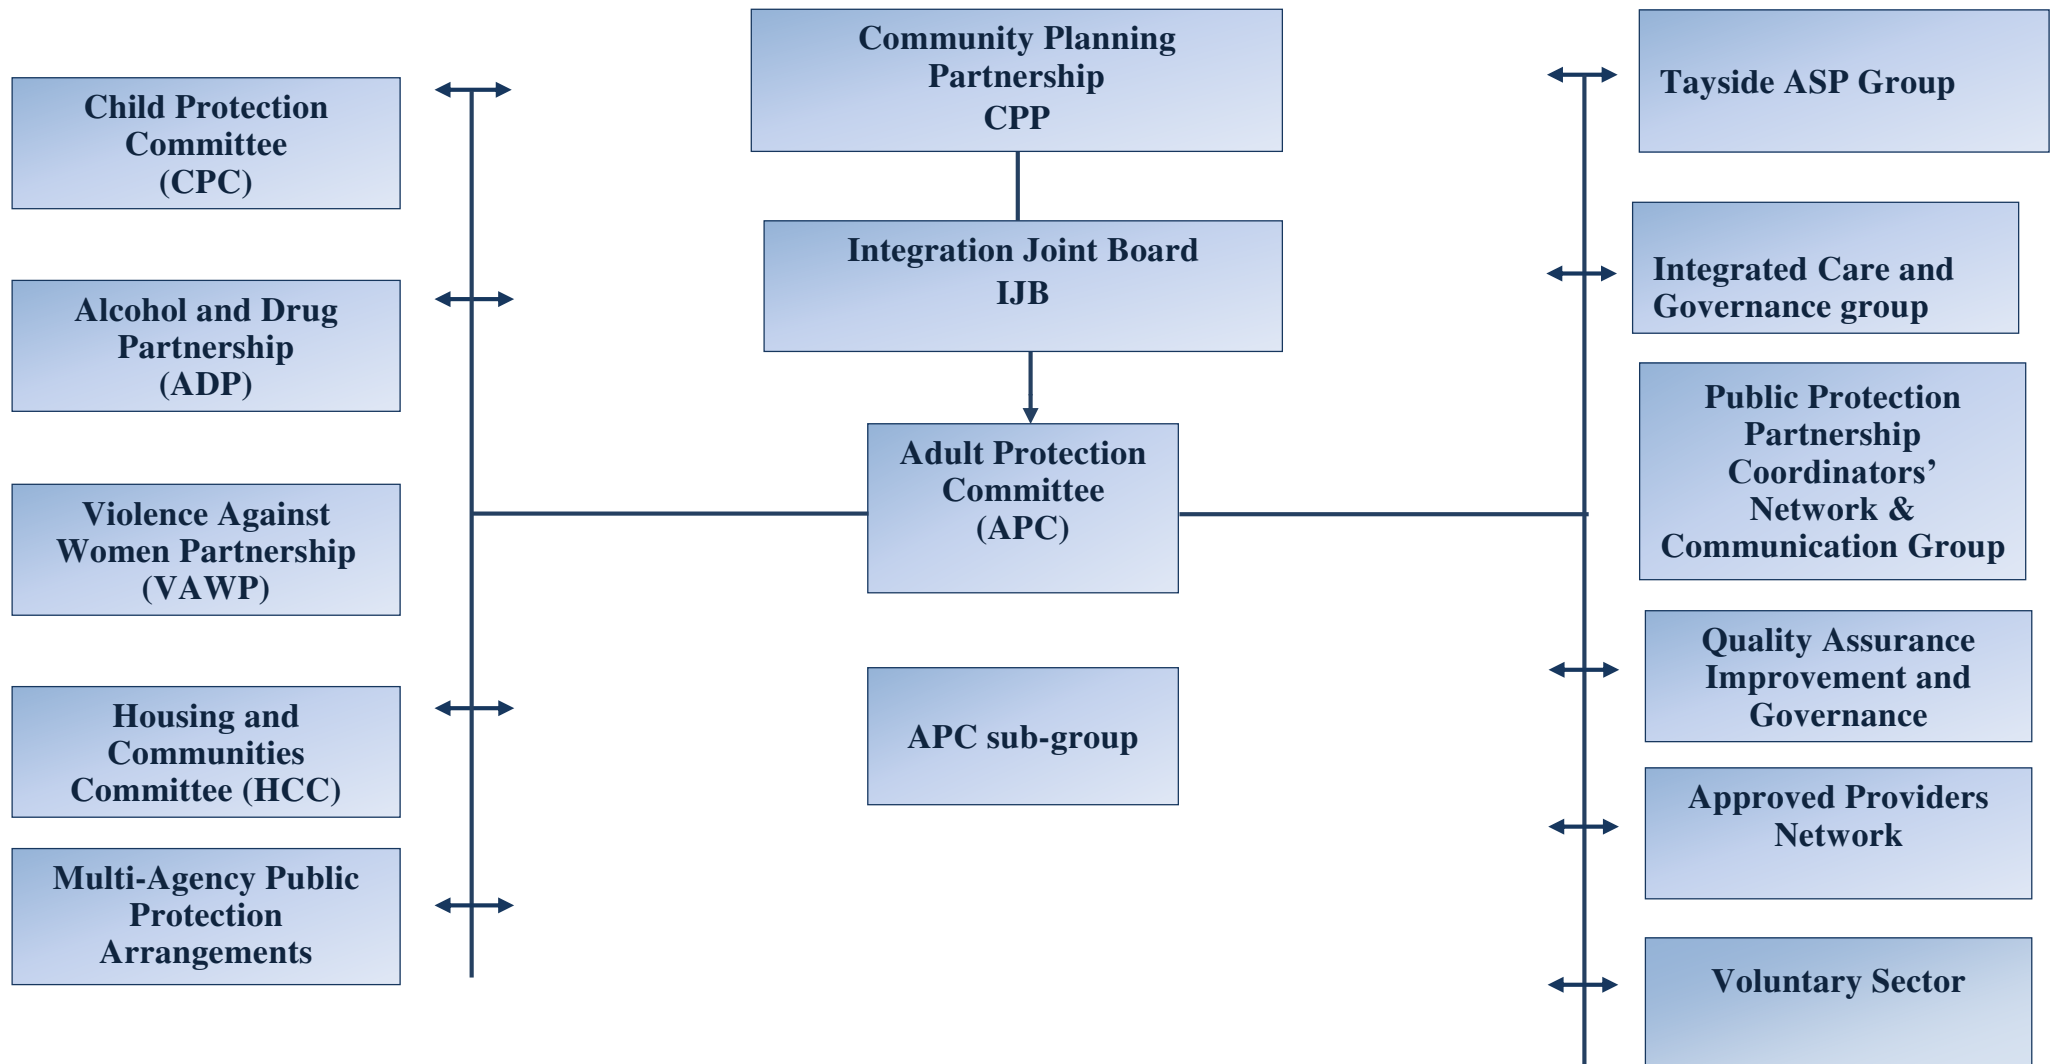 Community Planning
Partnership
CPP
Integration Joint Board
IJB
Adult Protection
Committee
(APC)
APC sub-group
Child Protection
Committee
(CPC)
Alcohol and Drug
Partnership
(ADP)
Violence Against
Women Partnership
(VAWP)
Housing and
Communities
Committee (HCC)
Multi-Agency Public
Protection
Arrangements
Tayside ASP Group
Integrated Care and
Governance group
Public Protection
Partnership
Coordinators’
Network &
Communication Group
Quality Assurance
Improvement and
Governance
Approved Providers
Network
Voluntary Sector